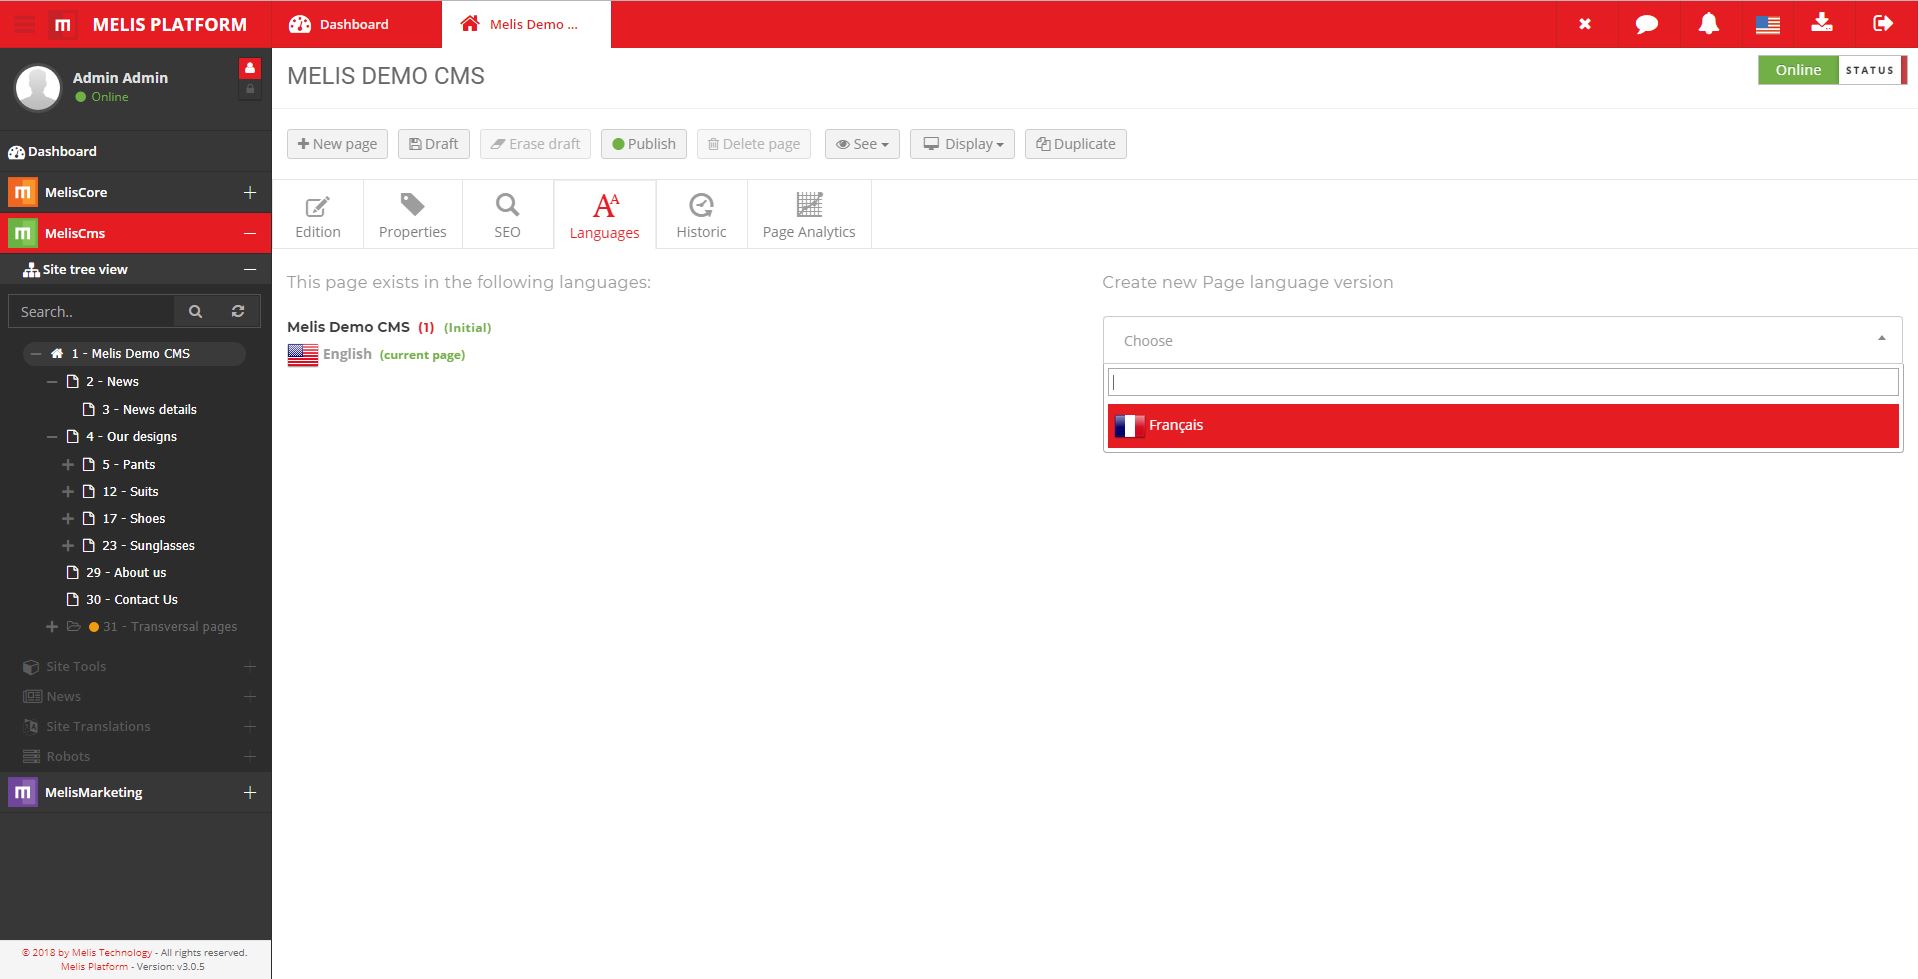 m MELIS PLATFORM
Dashboard
Melis Demo ...
Admin Admin
Online
Dashboard
m MelisCore
m MelisCms
Site tree view
Search..
1 - Melis Demo CMS
2 - News
3 - News details
4 - Our designs
5 - Pants
12 - Suits
17 - Shoes
23 - Sunglasses
29 - About us
30 - Contact Us
31 - Transversal pages
Site Tools
News
Site Translations
Robots
m MelisMarketing
© 2018 by Melis Technology - All rights reserved.
Melis Platform - Version: v3.0.5
MELIS DEMO CMS
Online STATUS
New page
Draft
Erase draft
Publish
Delete page
See
Display
Duplicate
Edition
Properties
SEO
Languages
Historic
Page Analytics
This page exists in the following languages:
Melis Demo CMS (1) (Initial)
English (current page)
Create new Page language version
Choose
Français